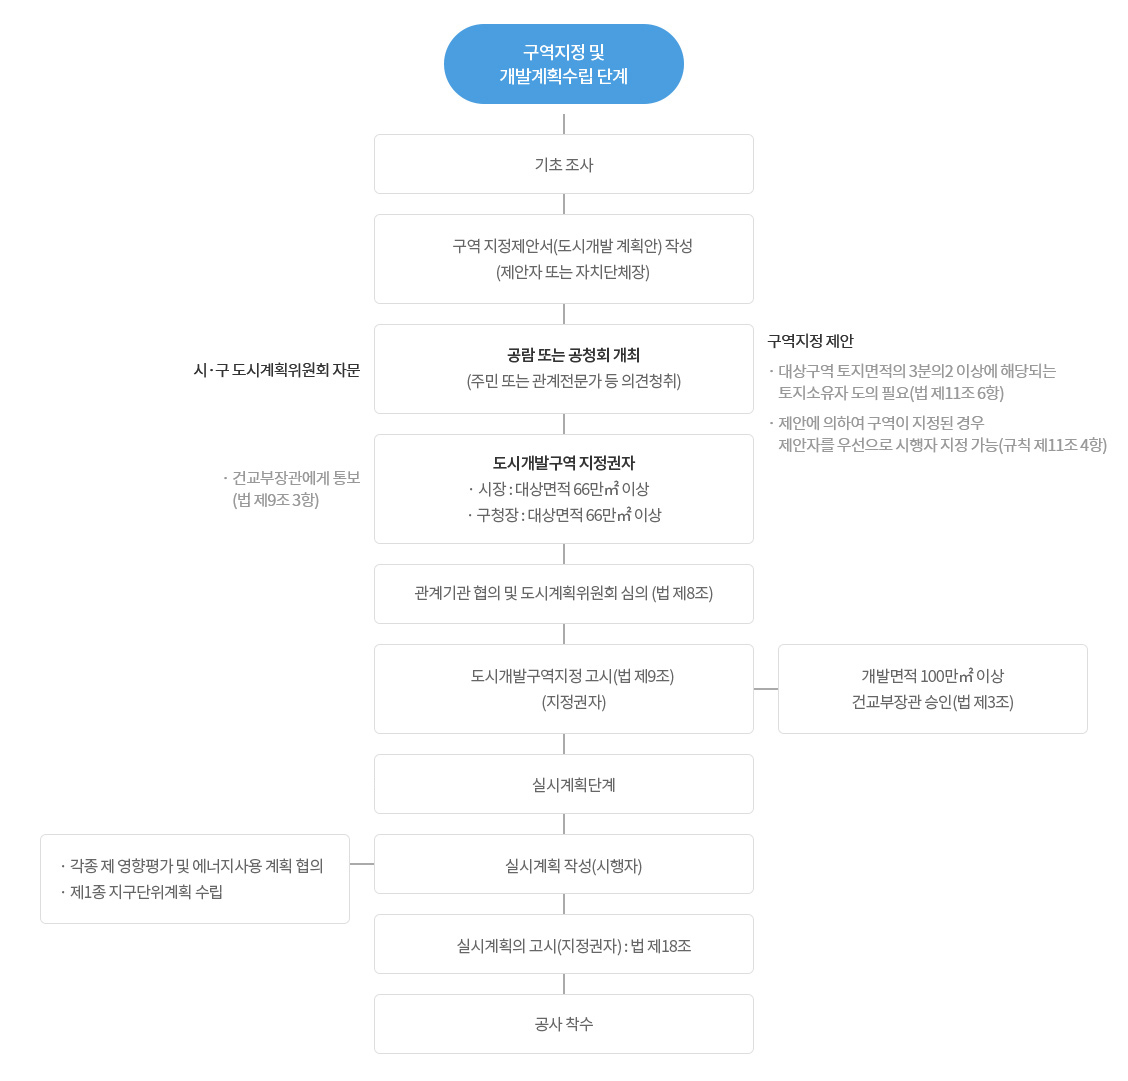 구역지정 및
개발계획수립 단계
기초 조사
구역 지정제안서(도시개발 계획안) 작성
(제안자 또는 자치단체장)
시·구 도시계획위원회 자문
공람 또는 공청회 개최
(주민 또는 관계전문가 등 의견청취)
구역지정 제안
· 대상구역 토지면적의 3분의2 이상에 해당되는
토지소유자 도의 필요(법 제11조 6항)
· 제안에 의하여 구역이 지정된 경우
제안자를 우선으로 시행자 지정 가능(규칙 제11조 4항)
· 건교부장관에게 통보
(법 제9조 3항)
도시개발구역 지정권자
· 시장 : 대상면적 66만㎡ 이상
· 구청장 : 대상면적 66만㎡ 이상
관계기관 협의 및 도시계획위원회 심의 (법 제8조)
도시개발구역지정 고시(법 제9조)
(지정권자)
개발면적 100만㎡ 이상
건교부장관 승인(법 제3조)
실시계획단계
· 각종 제 영향평가 및 에너지사용 계획 협의
· 제1종 지구단위계획 수립
실시계획 작성(시행자)
실시계획의 고시(지정권자) : 법 제18조
공사 착수